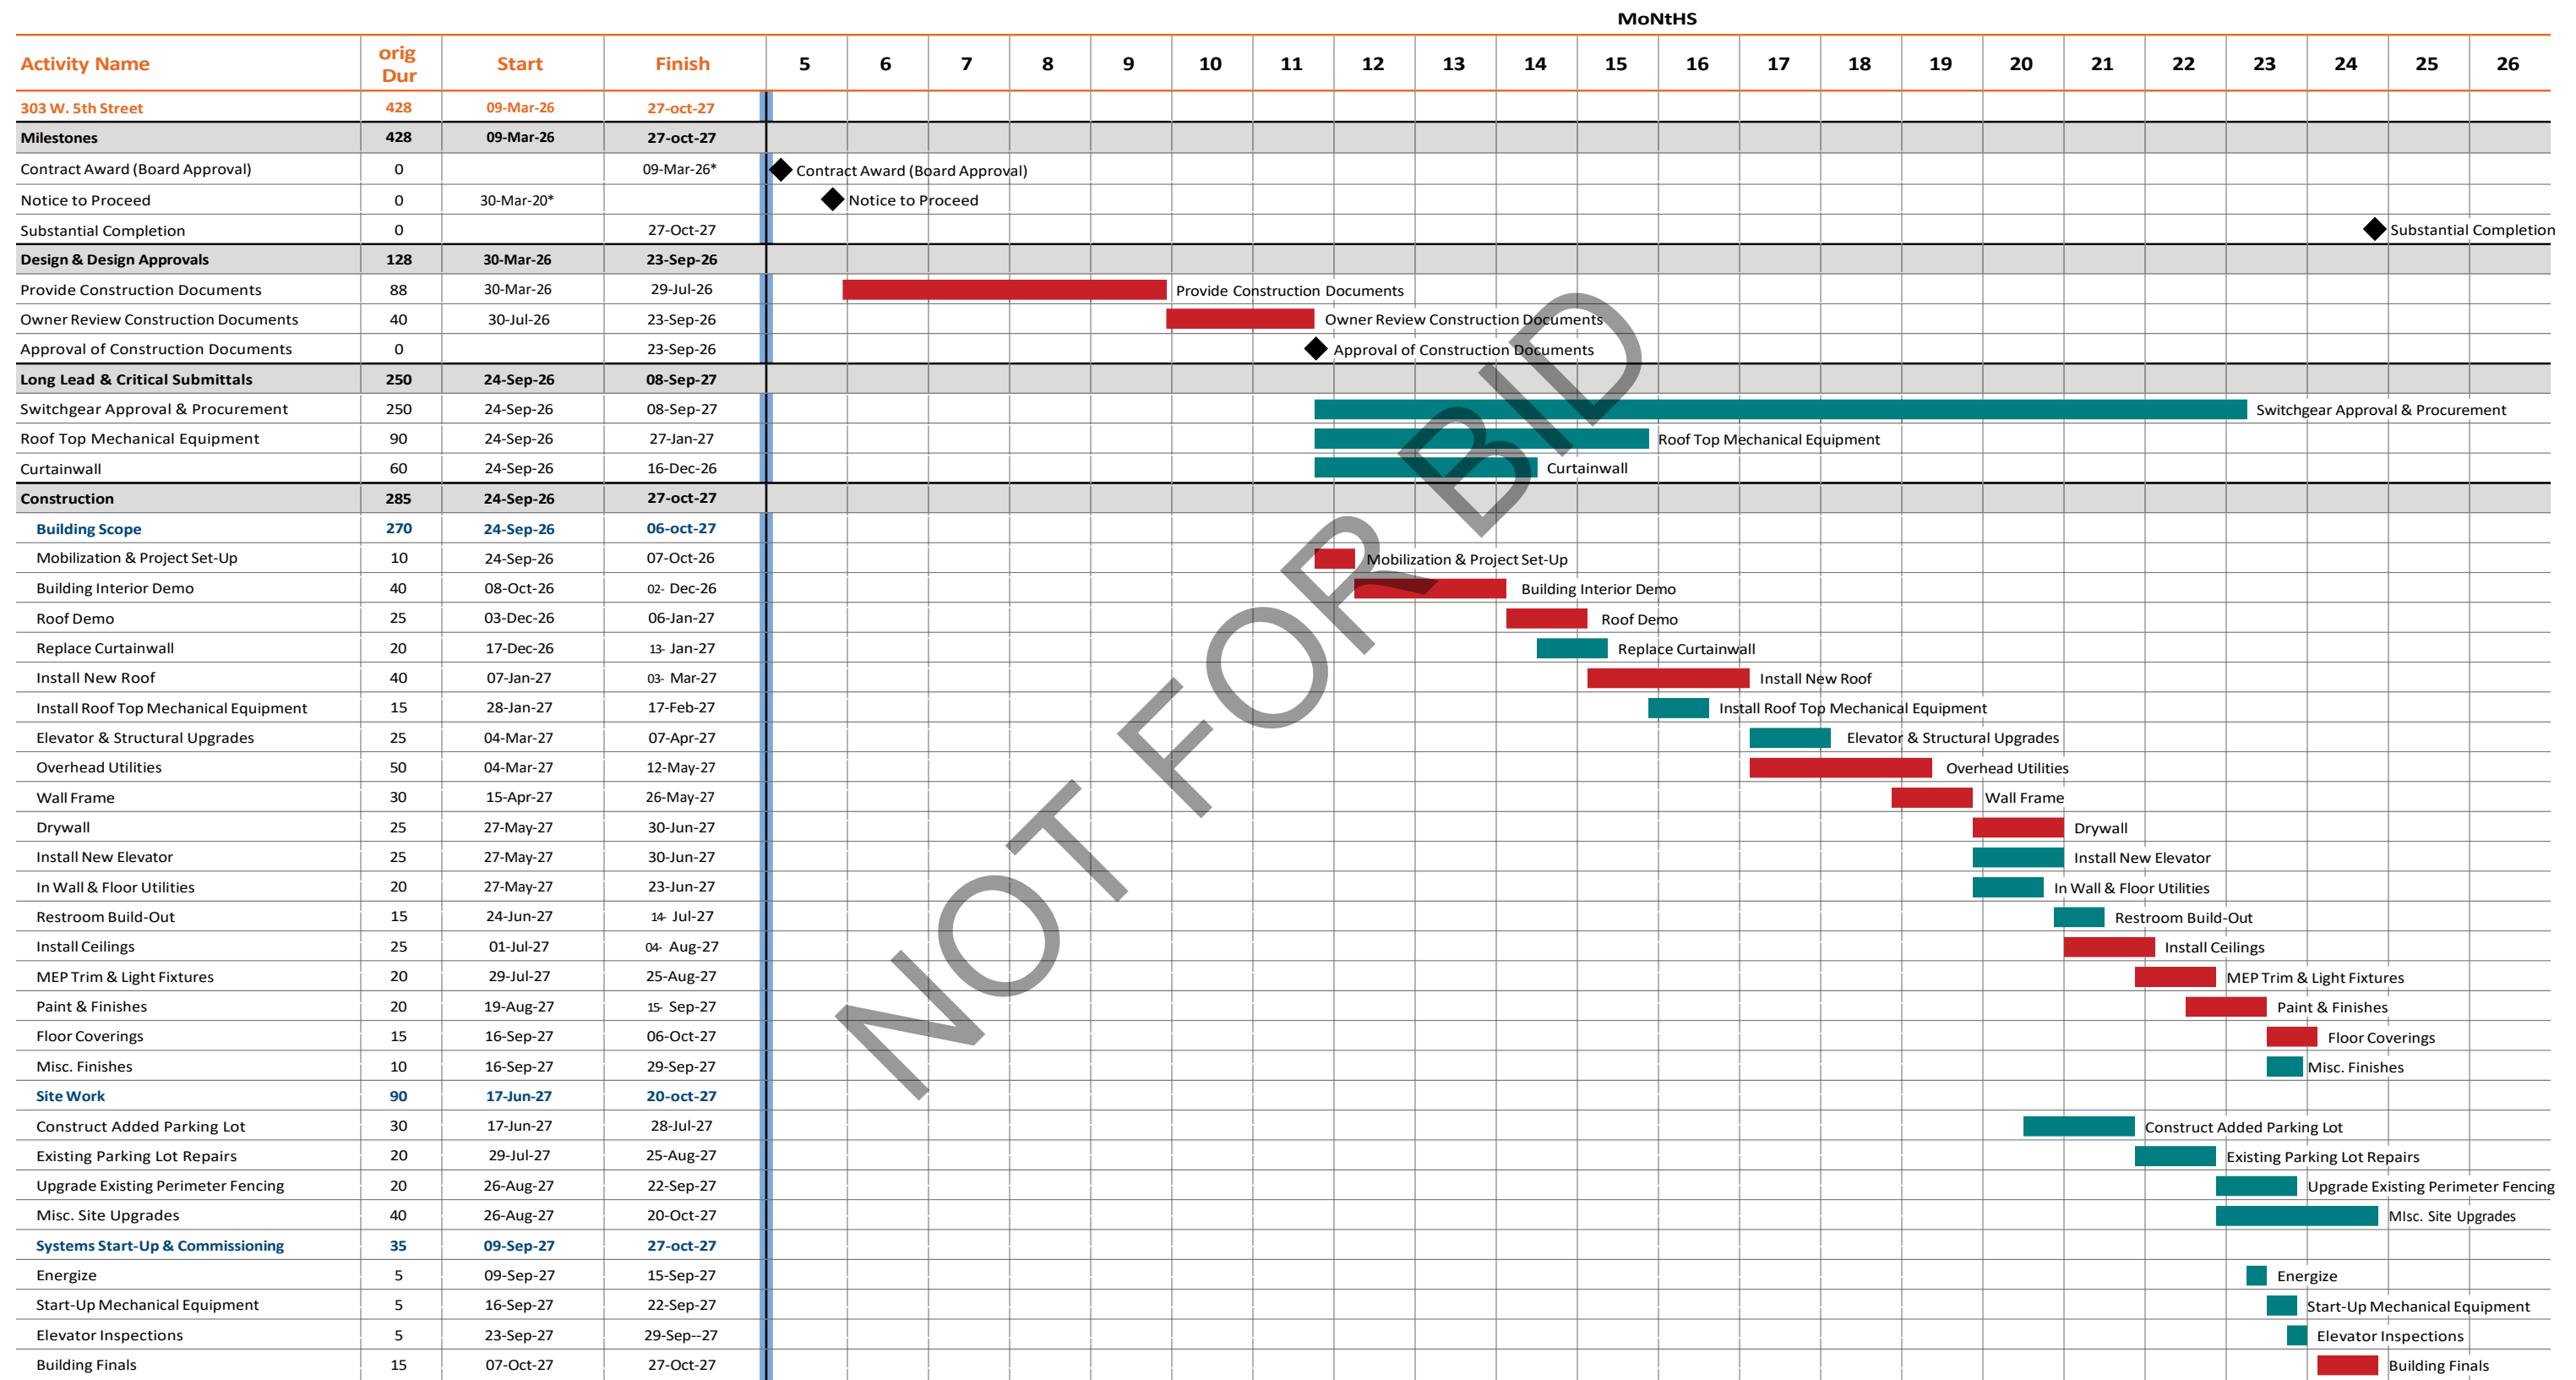 MoNtHS
Activity Name orig Dur Start Finish 5 6 7 8 9 10 11 12 13 14 15 16 17 18 19 20 21 22 23 24 25 26
303 W. 5th Street 428 09-Mar-26 27-oct-27
Milestones 428 09-Mar-26 27-oct-27
Contract Award (Board Approval) 0 09-Mar-26* Contract Award (Board Approval)
Notice to Proceed 0 30-Mar-20* Notice to Proceed
Substantial Completion 0 27-Oct-27 Substantial Completion
Design & Design Approvals 128 30-Mar-26 23-Sep-26
Provide Construction Documents 88 30-Mar-26 29-Jul-26 Provide Construction Documents
Owner Review Construction Documents 40 30-Jul-26 23-Sep-26 Owner Review Construction Documents
Approval of Construction Documents 0 23-Sep-26 Approval of Construction Documents
Long Lead & Critical Submittals 250 24-Sep-26 08-Sep-27
Switchgear Approval & Procurement 250 24-Sep-26 08-Sep-27 Switchgear Approval & Procurement
Roof Top Mechanical Equipment 90 24-Sep-26 27-Jan-27 Roof Top Mechanical Equipment
Curtainwall 60 24-Sep-26 16-Dec-26 Curtainwall
Construction 285 24-Sep-26 27-oct-27
Building Scope 270 24-Sep-26 06-oct-27
Mobilization & Project Set-Up 10 24-Sep-26 07-Oct-26 Mobilization & Project Set-Up
Building Interior Demo 40 08-Oct-26 02- Dec-26 Building Interior Demo
Roof Demo 25 03-Dec-26 06-Jan-27 Roof Demo
Replace Curtainwall 20 17-Dec-26 13- Jan-27 Replace Curtainwall
Install New Roof 40 07-Jan-27 03- Mar-27 Install New Roof
Install Roof Top Mechanical Equipment 15 28-Jan-27 17-Feb-27 Install Roof Top Mechanical Equipment
Elevator & Structural Upgrades 25 04-Mar-27 07-Apr-27 Elevator & Structural Upgrades
Overhead Utilities 50 04-Mar-27 12-May-27 Overhead Utilities
Wall Frame 30 15-Apr-27 26-May-27 Wall Frame
Drywall 25 27-May-27 30-Jun-27 Drywall
Install New Elevator 25 27-May-27 30-Jun-27 Install New Elevator
In Wall & Floor Utilities 20 27-May-27 23-Jun-27 In Wall & Floor Utilities
Restroom Build-Out 15 24-Jun-27 14- Jul-27 Restroom Build-Out
Install Ceilings 25 01-Jul-27 04- Aug-27 Install Ceilings
MEP Trim & Light Fixtures 20 29-Jul-27 25-Aug-27 MEP Trim & Light Fixtures
Paint & Finishes 20 19-Aug-27 15- Sep-27 Paint & Finishes
Floor Coverings 15 16-Sep-27 06-Oct-27 Floor Coverings
Misc. Finishes 10 16-Sep-27 29-Sep-27 Misc. Finishes
Site Work 90 17-Jun-27 20-oct-27
Construct Added Parking Lot 30 17-Jun-27 28-Jul-27 Construct Added Parking Lot
Existing Parking Lot Repairs 20 29-Jul-27 25-Aug-27 Existing Parking Lot Repairs
Upgrade Existing Perimeter Fencing 20 26-Aug-27 22-Sep-27 Upgrade Existing Perimeter Fencing
Misc. Site Upgrades 40 26-Aug-27 20-Oct-27 MIsc. Site Upgrades
Systems Start-Up & Commissioning 35 09-Sep-27 27-oct-27
Energize 5 09-Sep-27 15-Sep-27 Energize
Start-Up Mechanical Equipment 5 16-Sep-27 22-Sep-27 Start-Up Mechanical Equipment
Elevator Inspections 5 23-Sep-27 29-Sep--27 Elevator Inspections
Building Finals 15 07-Oct-27 27-Oct-27 Building Finals
NOT FOR BID